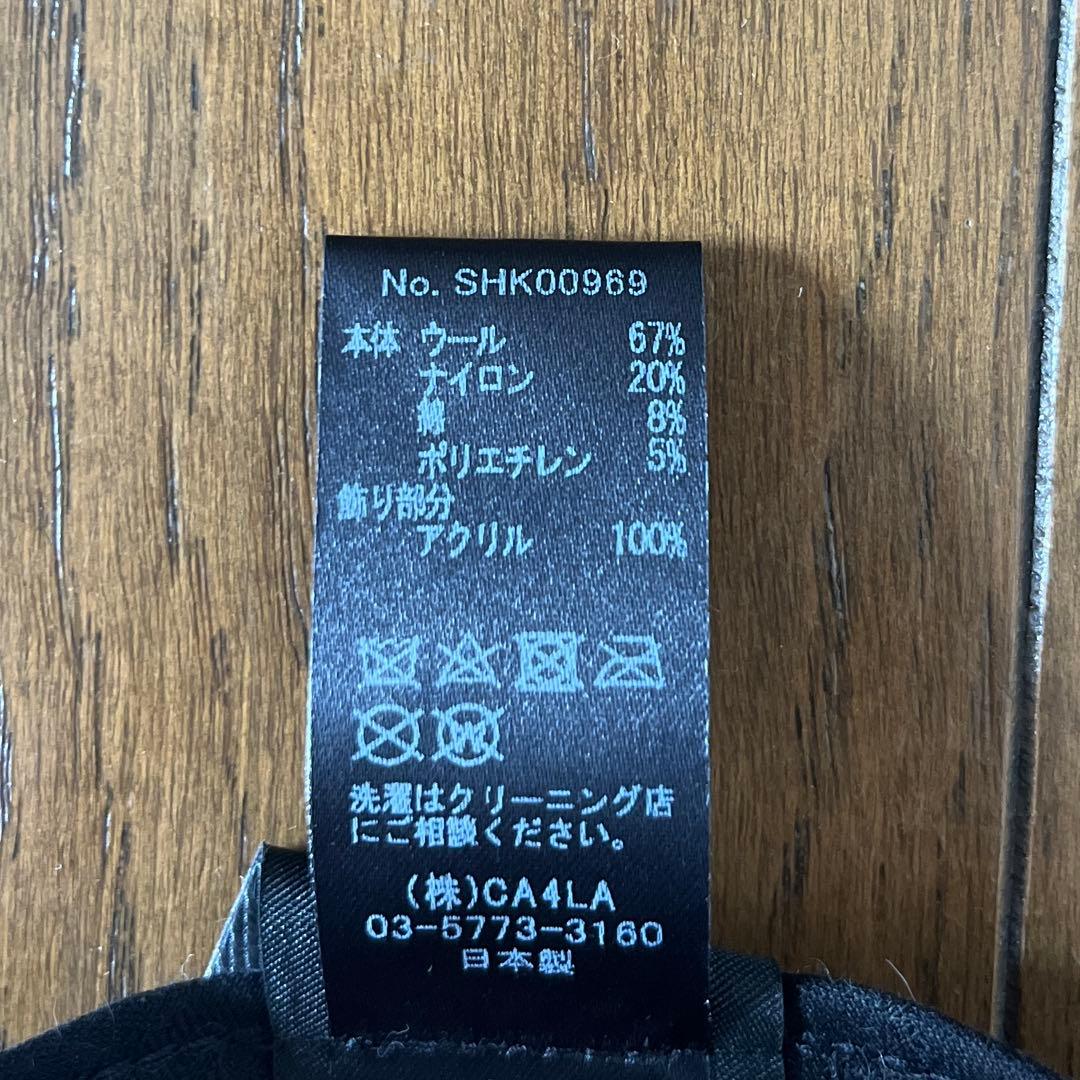 No. SHK00969
本体 ウール 67%
ナイロン 20%
綿 8%
ポリエチレン 5%
飾り部分
アクリル 100%
W
洗濯はクリーニング店
にご相談ください。
(株)CA4LA
03-5773-3160
日本製